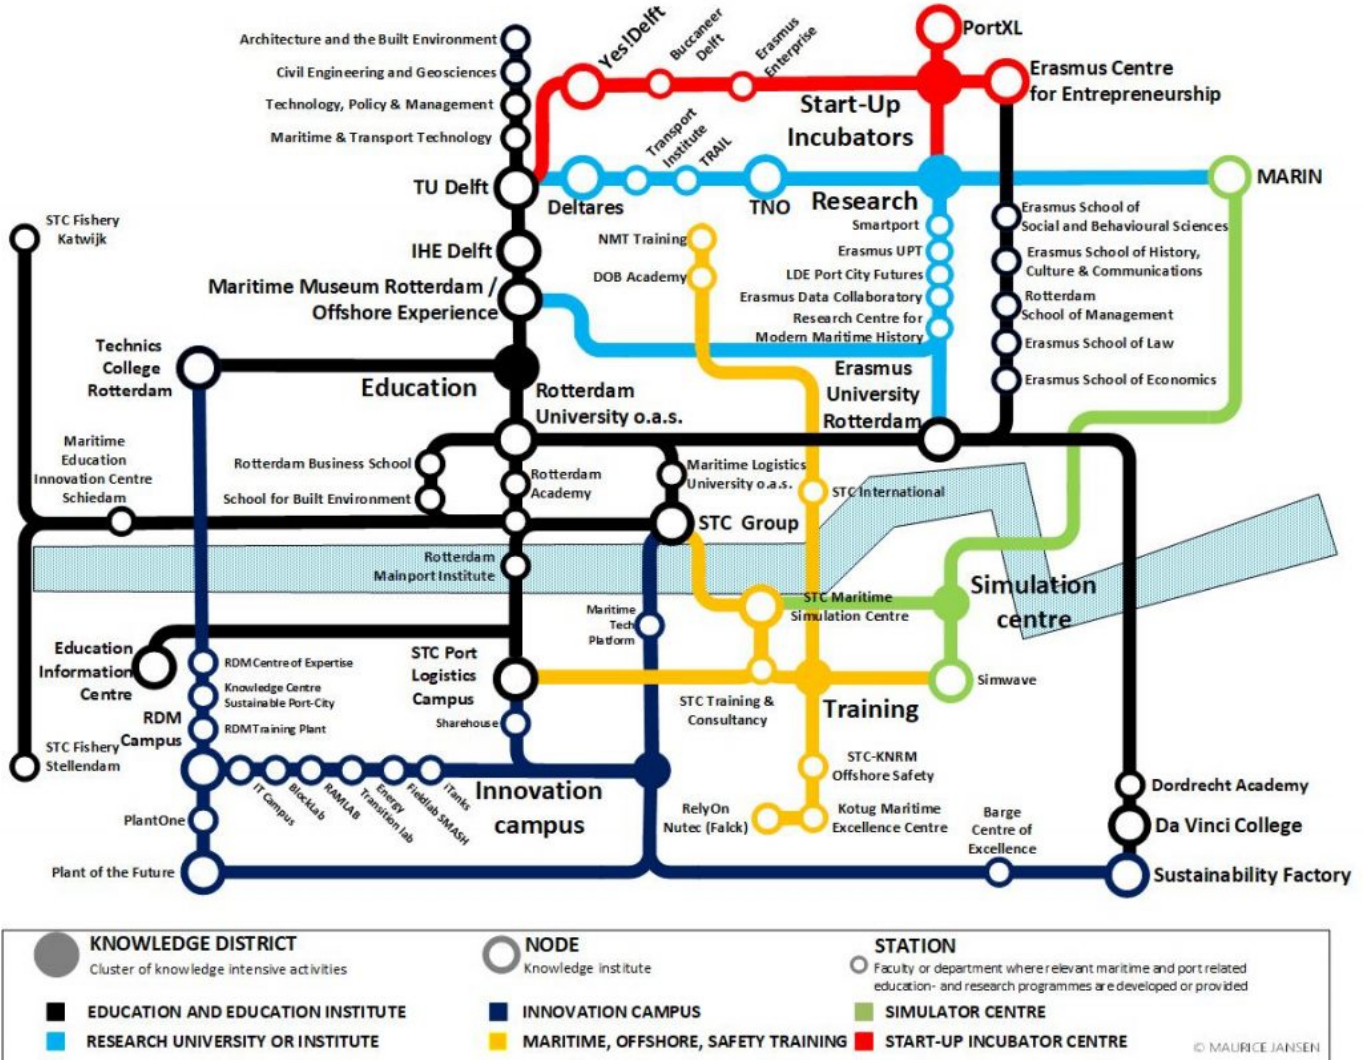 Architecture and the Built Environment
Civil Engineering and Geosciences
Technology, Policy & Management
Maritime & Transport Technology
TU Delft
IHE Delft
Maritime Museum Rotterdam /
Offshore Experience
Yes!Delft
Buccaneer
Delft
Erasmus
Enterprise
PortXL
Start-Up
Incubators
Erasmus Centre
for Entrepreneurship
Deltares
Transport
Institute
TRAIL
TNO
Research
MARIN
Smartport
Erasmus UPT
LDE Port City Futures
Erasmus Data Collaboratory
Research Centre for
Modern Maritime History
Erasmus
University
Rotterdam
Erasmus School of
Social and Behavioural Sciences
Erasmus School of History,
Culture & Communications
Rotterdam
School of Management
Erasmus School of Law
Erasmus School of Economics
NMT Training
DOB Academy
STC Fishery
Katwijk
Technics
College
Rotterdam
Education
Rotterdam
University o.a.s.
Maritime
Education
Innovation Centre
Schiedam
Rotterdam Business School
School for Built Environment
Rotterdam
Academy
Maritime Logistics
University o.a.s.
STC International
STC Group
Rotterdam
Mainport Institute
Maritime
Tech
Platform
STC Maritime
Simulation Centre
Simulation
centre
Education
Information
Centre
STC Port
Logistics
Campus
Sharehouse
RDM Centre of Expertise
Knowledge Centre
Sustainable Port-City
RDM Training Plant
RDM
Campus
STC Fishery
Stellendam
STC Training &
Consultancy
Training
Simwave
IT Campus
BlockLab
RAMLAB
Energy
Transition lab
Fieldlab SMASH
iTanks
Innovation
campus
STC-KNRM
Offshore Safety
RelyOn
Nutec (Falck)
Kotug Maritime
Excellence Centre
PlantOne
Plant of the Future
Barge
Centre of
Excellence
Dordrecht Academy
Da Vinci College
Sustainability Factory
KNOWLEDGE DISTRICT
Cluster of knowledge intensive activities
NODE
Knowledge institute
STATION
Faculty or department where relevant maritime and port related
education- and research programmes are developed or provided
EDUCATION AND EDUCATION INSTITUTE
INNOVATION CAMPUS
SIMULATOR CENTRE
RESEARCH UNIVERSITY OR INSTITUTE
MARITIME, OFFSHORE, SAFETY TRAINING
START-UP INCUBATOR CENTRE
© MAURICE JANSEN